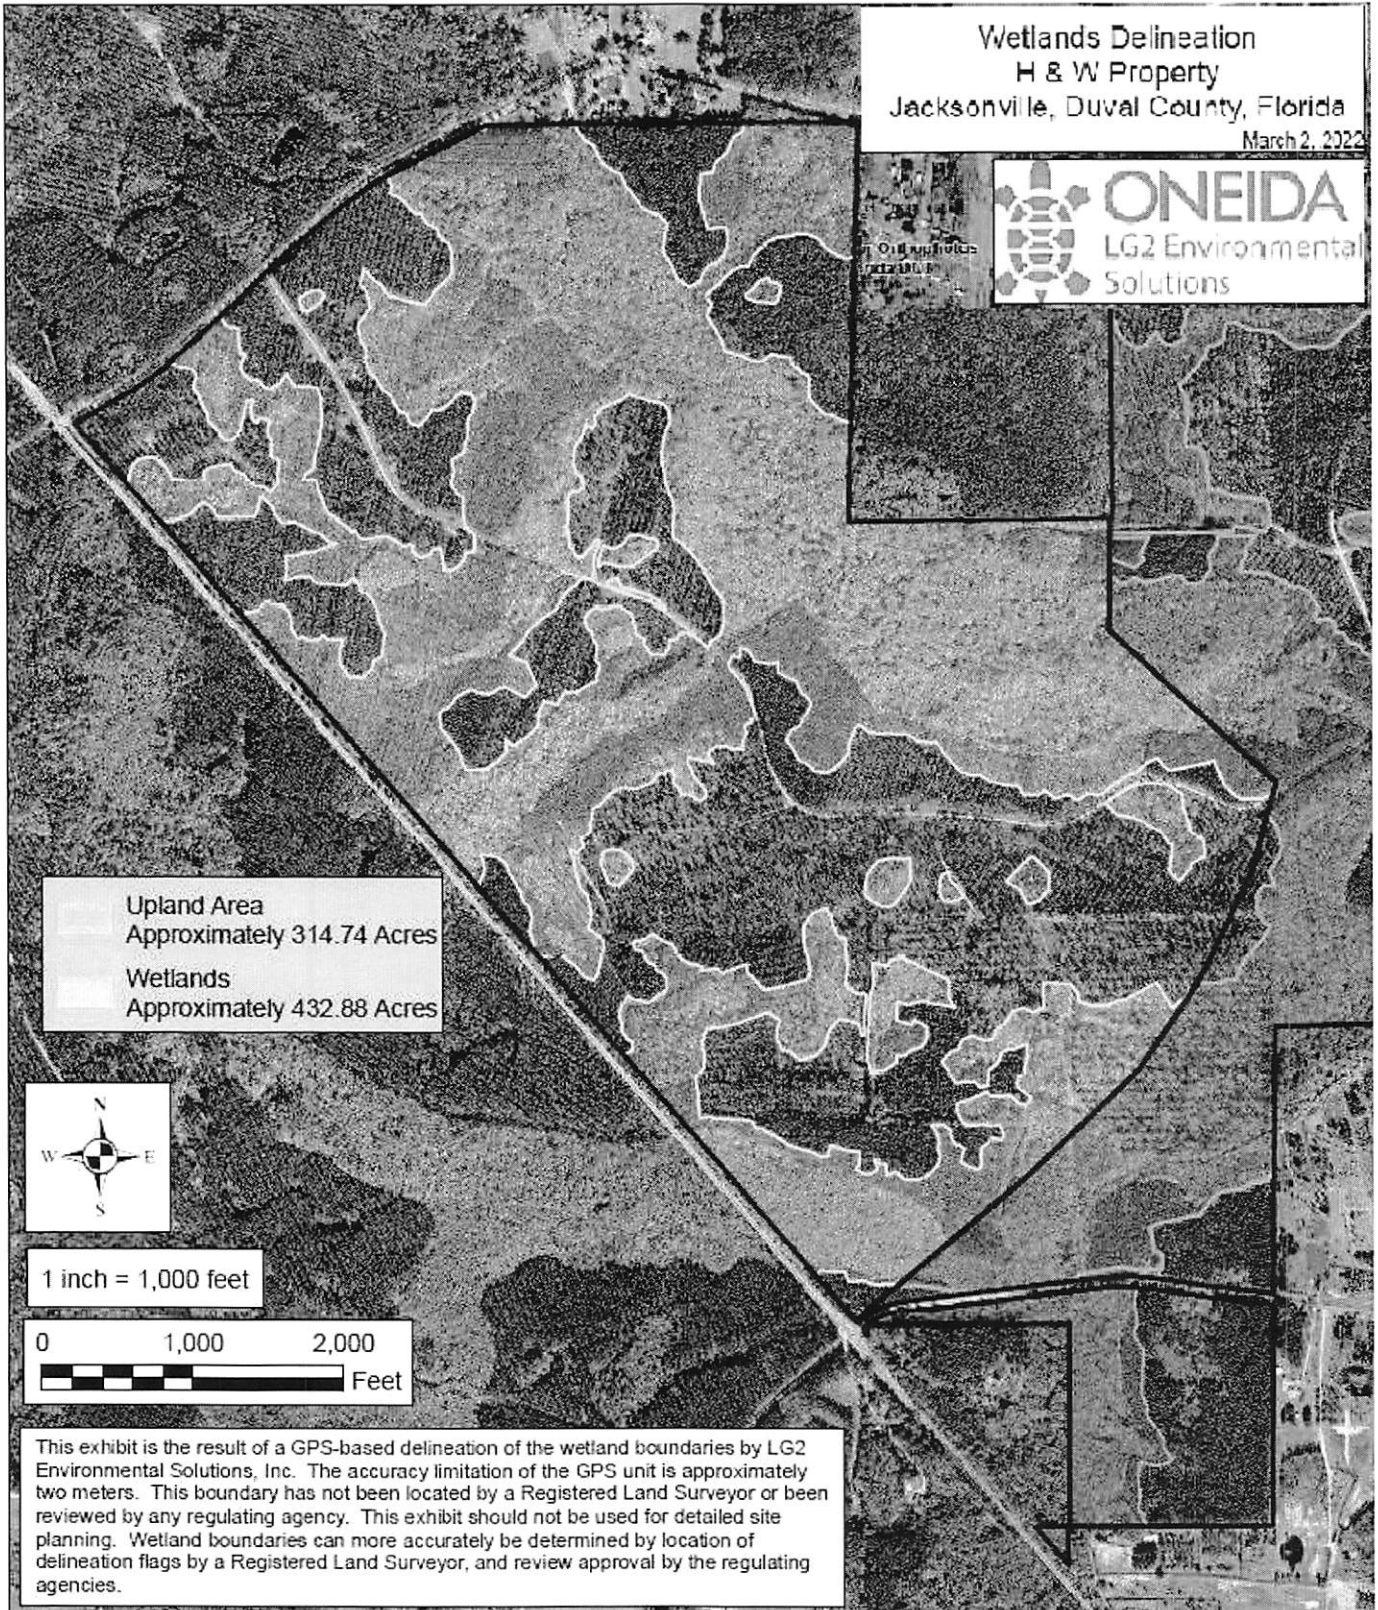 Wetlands Delineation
H & W Property
Jacksonville, Duval County, Florida
March 2, 2022
ONEIDA
LG2 Environmental
Solutions
Upland Area
Approximately 314.74 Acres
Wetlands
Approximately 432.88 Acres
N
W E
S
1 inch = 1,000 feet
0 1,000 2,000
Feet
This exhibit is the result of a GPS-based delineation of the wetland boundaries by LG2
Environmental Solutions, Inc. The accuracy limitation of the GPS unit is approximately
two meters. This boundary has not been located by a Registered Land Surveyor or been
reviewed by any regulating agency. This exhibit should not be used for detailed site
planning. Wetland boundaries can more accurately be determined by location of
delineation flags by a Registered Land Surveyor, and review approval by the regulating
agencies.